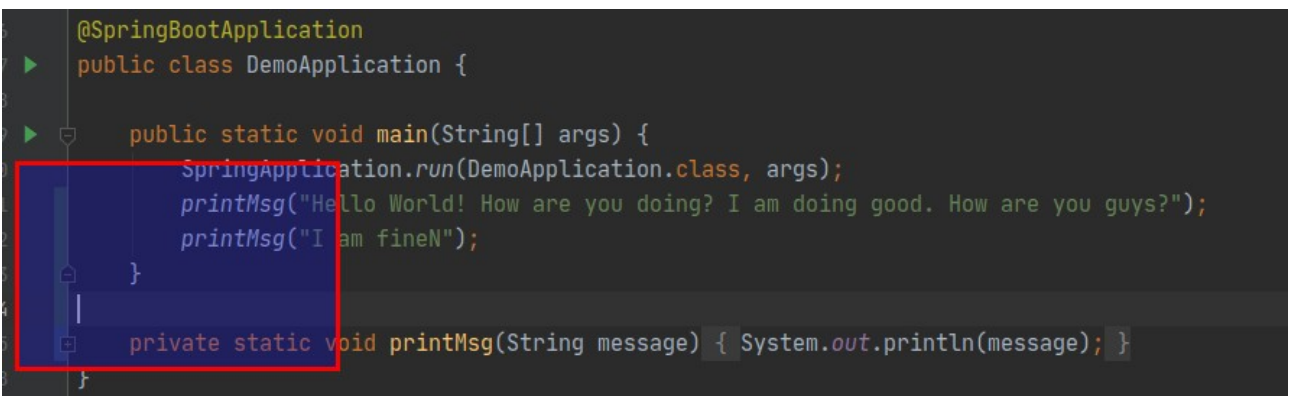 @SpringBootApplication
public class DemoApplication {
public static void main(String[] args) {
SpringApplication.run(DemoApplication.class, args);
printMsg("Hello World! How are you doing? I am doing good. How are you guys?");
printMsg("I am fineN");
}
private static void printMsg(String message) { System.out.println(message); }
}